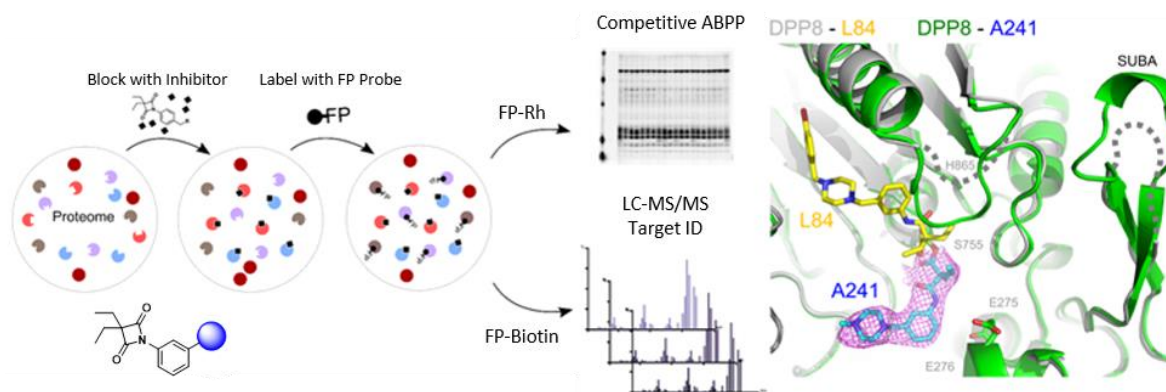 Block with Inhibitor
Label with FP Probe
FP
Proteome
O
N
O
FP-Rh
FP-Biotin
Competitive ABPP
LC-MS/MS
Target ID
DPP8 - L84
DPP8 - A241
SUBA
H865
L84
S755
A241
E275
E276